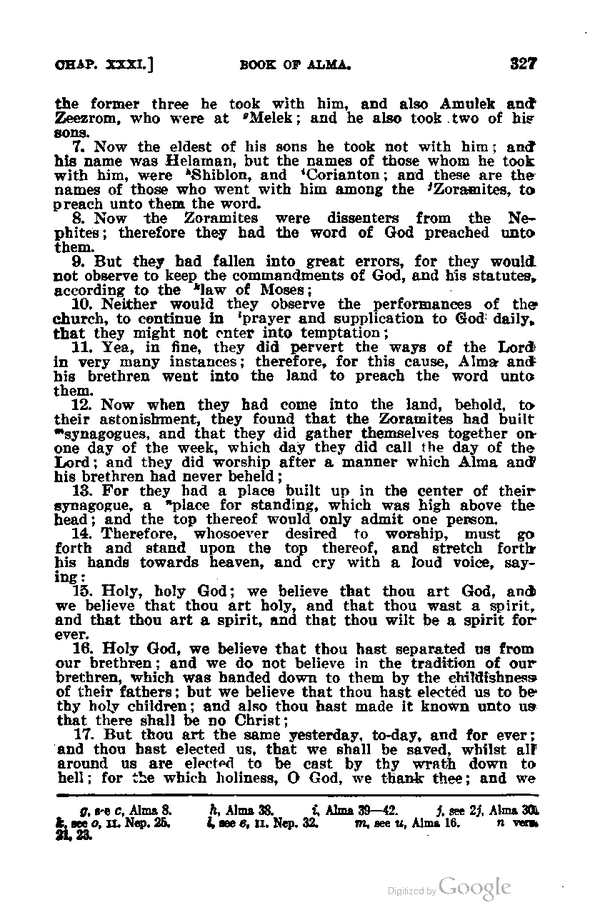 CHAP. XXXI.] BOOK OF ALMA. 327
the former three he took with him, and also Amulek and
Zeezrom, who were at gMelek; and he also took two of his
sons.
7. Now the eldest of his sons he took not with him; and
his name was Helaman, but the names of those whom he took
with him, were hShiblon, and iCorianton; and these are the
names of those who went with him among the jZoramites, to
preach unto them the word.
8. Now the Zoramites were dissenters from the Ne-
phites; therefore they had the word of God preached unto
them.
9. But they had fallen into great errors, for they would
not observe to keep the commandments of God, and his statutes,
according to the klaw of Moses;
10. Neither would they observe the performances of the
church, to continue in lprayer and supplication to God daily,
that they might not enter into temptation;
11. Yea, in fine, they did pervert the ways of the Lord
in very many instances; therefore, for this cause, Alma and
his brethren went into the land to preach the word unto
them.
12. Now when they had come into the land, behold, to
their astonishment, they found that the Zoramites had built
msynagogues, and that they did gather themselves together on
one day of the week, which day they did call the day of the
Lord; and they did worship after a manner which Alma and
his brethren had never beheld;
13. For they had a place built up in the center of their
synagogue, a nplace for standing, which was high above the
head; and the top thereof would only admit one person.
14. Therefore, whosoever desired to worship, must go
forth and stand upon the top thereof, and stretch forth
his hands towards heaven, and cry with a loud voice, say-
ing:
15. Holy, holy God; we believe that thou art God, and
we believe that thou art holy, and that thou wast a spirit,
and that thou art a spirit, and that thou wilt be a spirit for
ever.
16. Holy God, we believe that thou hast separated us from
our brethren; and we do not believe in the tradition of our
brethren, which was handed down to them by the childishness
of their fathers; but we believe that thou hast elected us to be
thy holy children; and also thou hast made it known unto us
that there shall be no Christ;
17. But thou art the same yesterday, to-day, and for ever;
and thou hast elected us, that we shall be saved, whilst all
around us are elected to be cast by thy wrath down to
hell; for the which holiness, O God, we thank thee; and we
g, see c, Alma 8. h, Alma 38. i, Alma 39—42. j, see 2j, Alma 30.
k, see o, II. Nep. 25. l, see e, II. Nep. 32. m, see u, Alma 16. n vers.
21, 23.
Digitized by Google